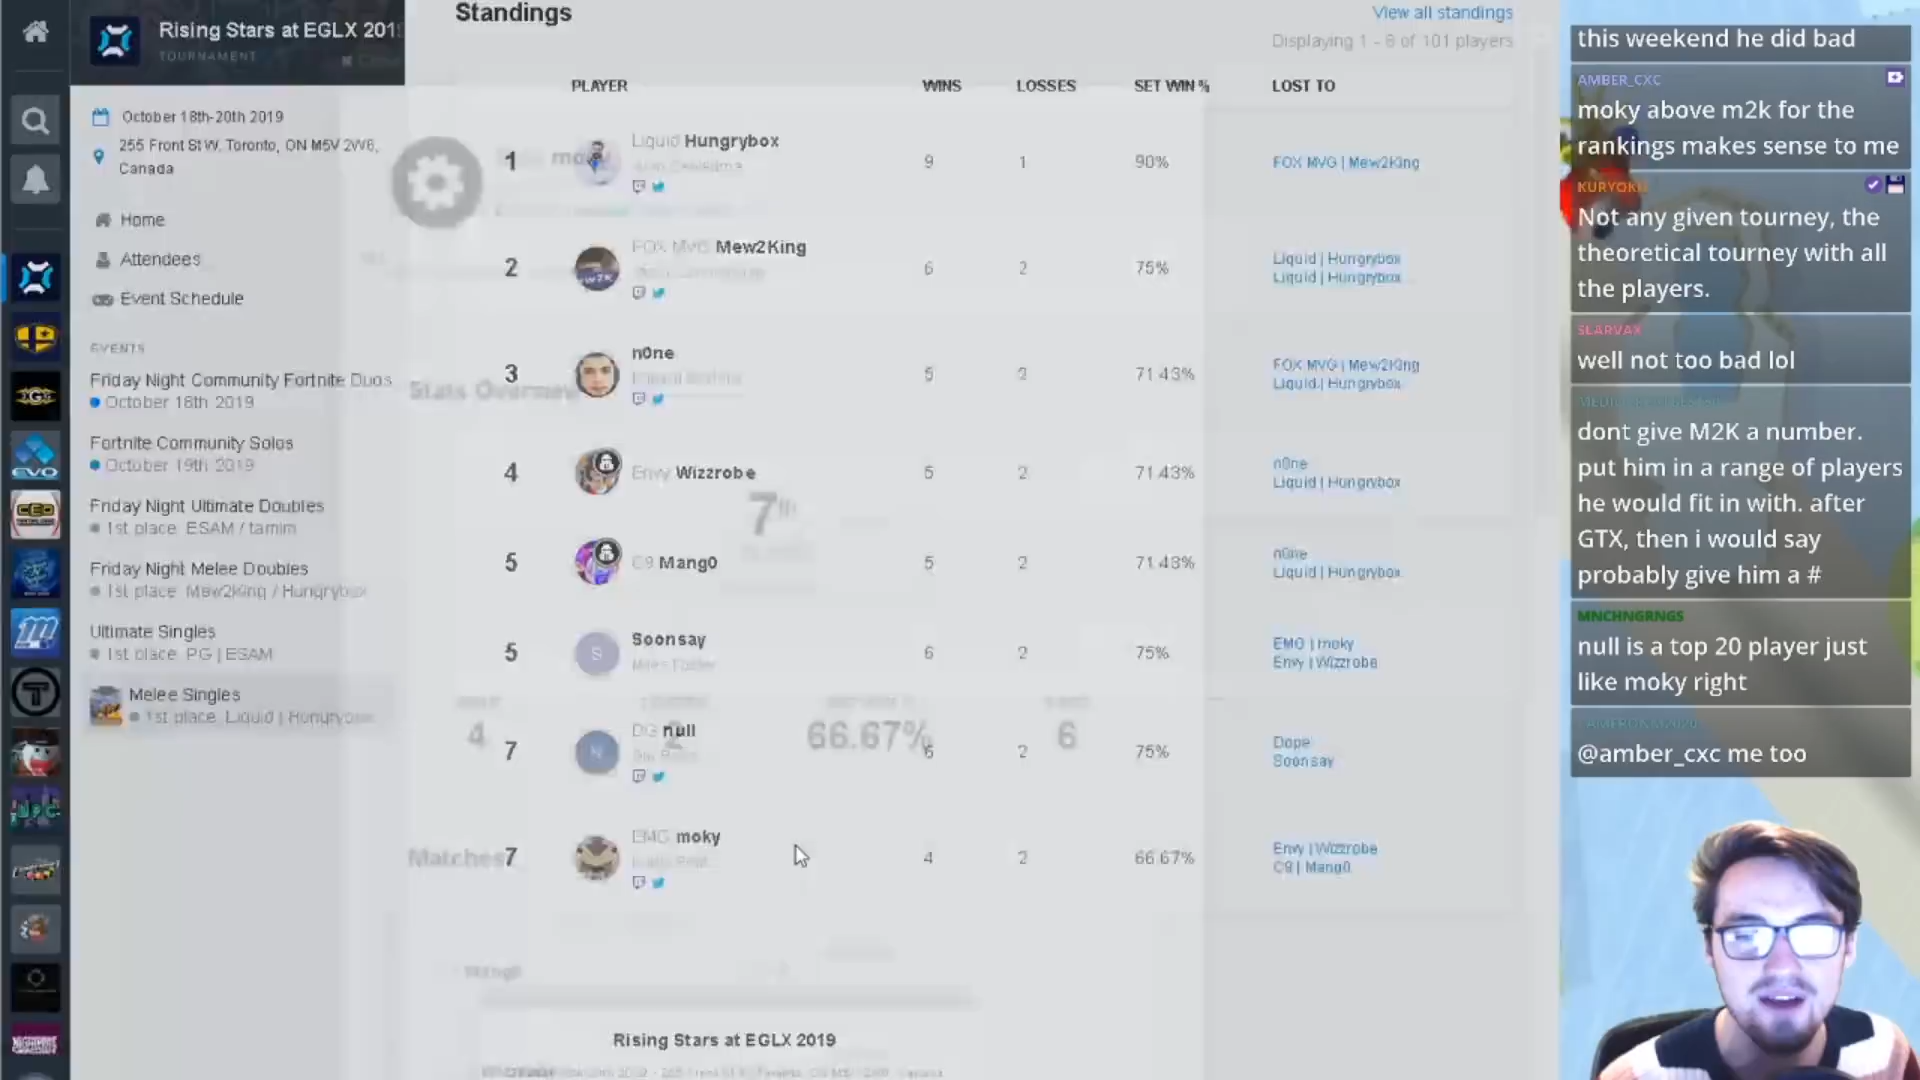 Rising Stars at EGLX 201
TOURNAMENT
October 18th-20th 2019
255 Front St W, Toronto, ON M5V 2W6,
Canada
Home
Attendees
Event Schedule
EVENTS
Friday Night Community Fortnite Duos
October 18th 2019
Fortnite Community Solos
October 19th 2019
Friday Night Ultimate Doubles
1st place: ESAM / tamim
Friday Night Melee Doubles
1st place: Mew2King / Hungrybox
Ultimate Singles
1st place: PG | ESAM
Melee Singles
1st place: Liquid | Hungrybox
EVO
CEO
Standings
View all standings
Displaying 1 - 8 of 101 players
PLAYER WINS LOSSES SET WIN % LOST TO
1 Liquid Hungrybox 9 1 90% FOX MVG | Mew2King
2 FOX MVG Mew2King 6 2 75% Liquid | Hungrybox
Liquid | Hungrybox
3 n0ne 5 2 71.43% FOX MVG | Mew2King
Liquid | Hungrybox
4 Envy Wizzrobe 5 2 71.43% n0ne
Liquid | Hungrybox
5 C9 Mang0 5 2 71.43% n0ne
Liquid | Hungrybox
5 S Soonsay 6 2 75% EMG | moky
Envy | Wizzrobe
7 N DG null 6 2 75% Dope
Soonsay
7 EMG moky 4 2 66.67% Envy | Wizzrobe
C9 | Mang0
Stats Overview
7th
4 2 66.67% 6
Matches
Mang0
Rising Stars at EGLX 2019
this weekend he did bad
AMBER_CXC
moky above m2k for the
rankings makes sense to me
KURYOKU
Not any given tourney, the
theoretical tourney with all
the players.
SLARVAX
well not too bad lol
dont give M2K a number.
put him in a range of players
he would fit in with. after
GTX, then i would say
probably give him a #
MNCHNGRNGS
null is a top 20 player just
like moky right
@amber_cxc me too